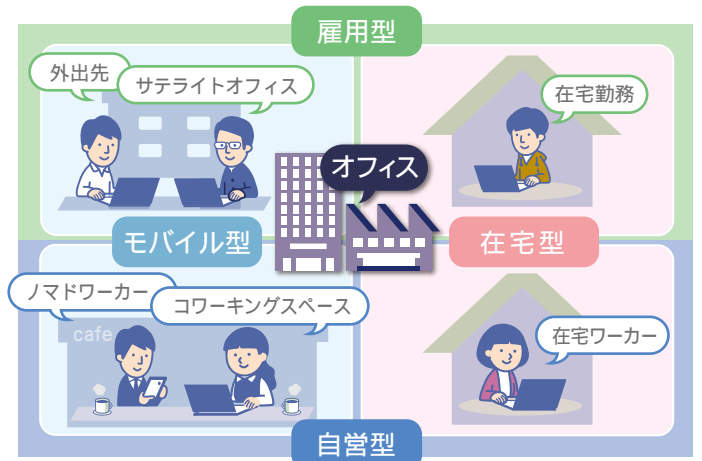 雇用型
外出先
サテライトオフィス
在宅勤務
オフィス
モバイル型
在宅型
ノマドワーカー
コワーキングスペース
cafe
在宅ワーカー
自営型